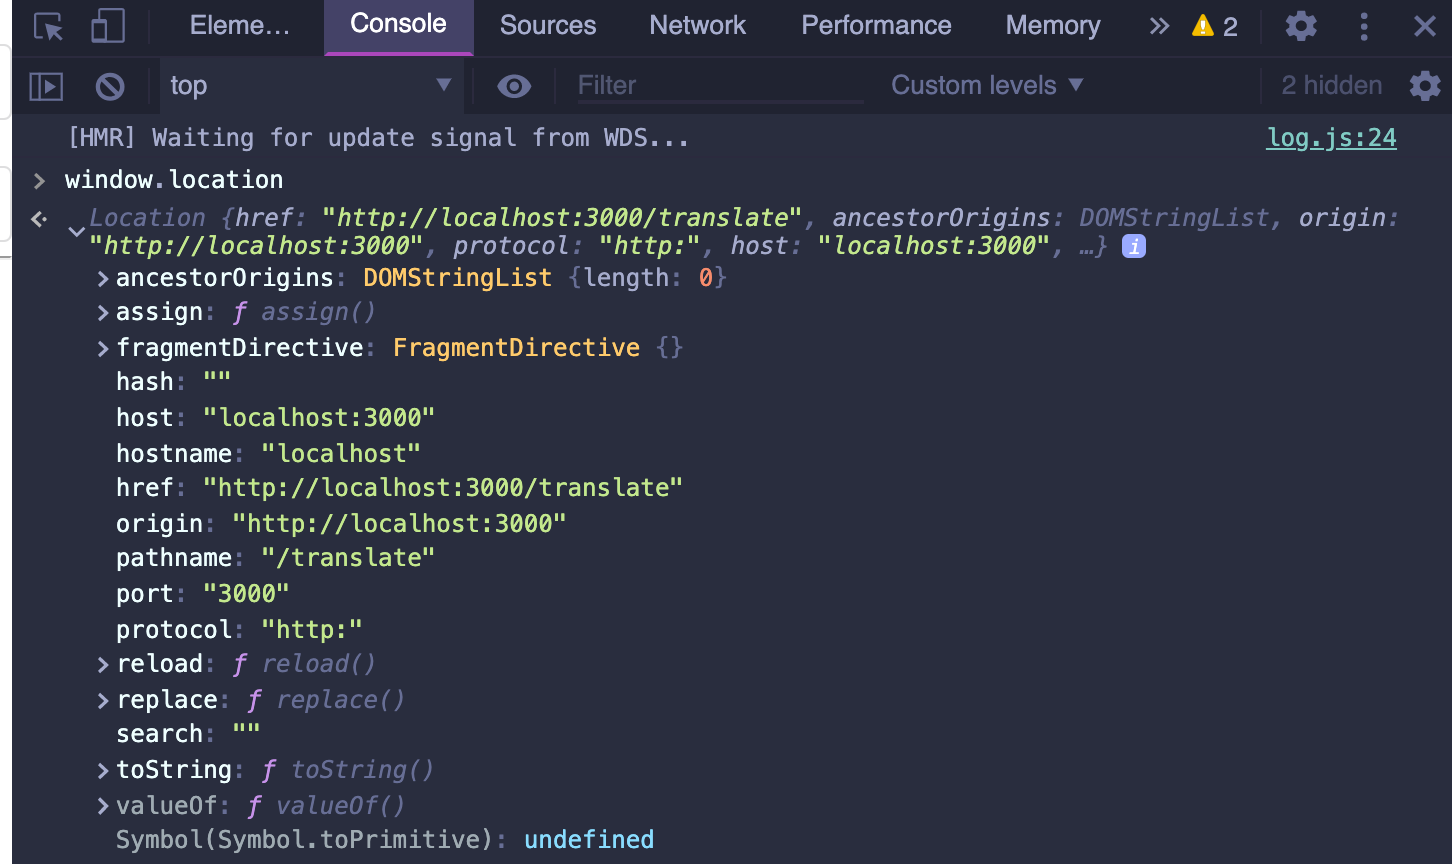 Eleme… Console Sources Network Performance Memory 2
top Filter Custom levels 2 hidden
[HMR] Waiting for update signal from WDS... log.js:24
window.location
Location {href: "http://localhost:3000/translate", ancestorOrigins: DOMStringList, origin:
"http://localhost:3000", protocol: "http:", host: "localhost:3000", …} i
ancestorOrigins: DOMStringList {length: 0}
assign: ƒ assign()
fragmentDirective: FragmentDirective {}
hash: ""
host: "localhost:3000"
hostname: "localhost"
href: "http://localhost:3000/translate"
origin: "http://localhost:3000"
pathname: "/translate"
port: "3000"
protocol: "http:"
reload: ƒ reload()
replace: ƒ replace()
search: ""
toString: ƒ toString()
valueOf: ƒ valueOf()
Symbol(Symbol.toPrimitive): undefined